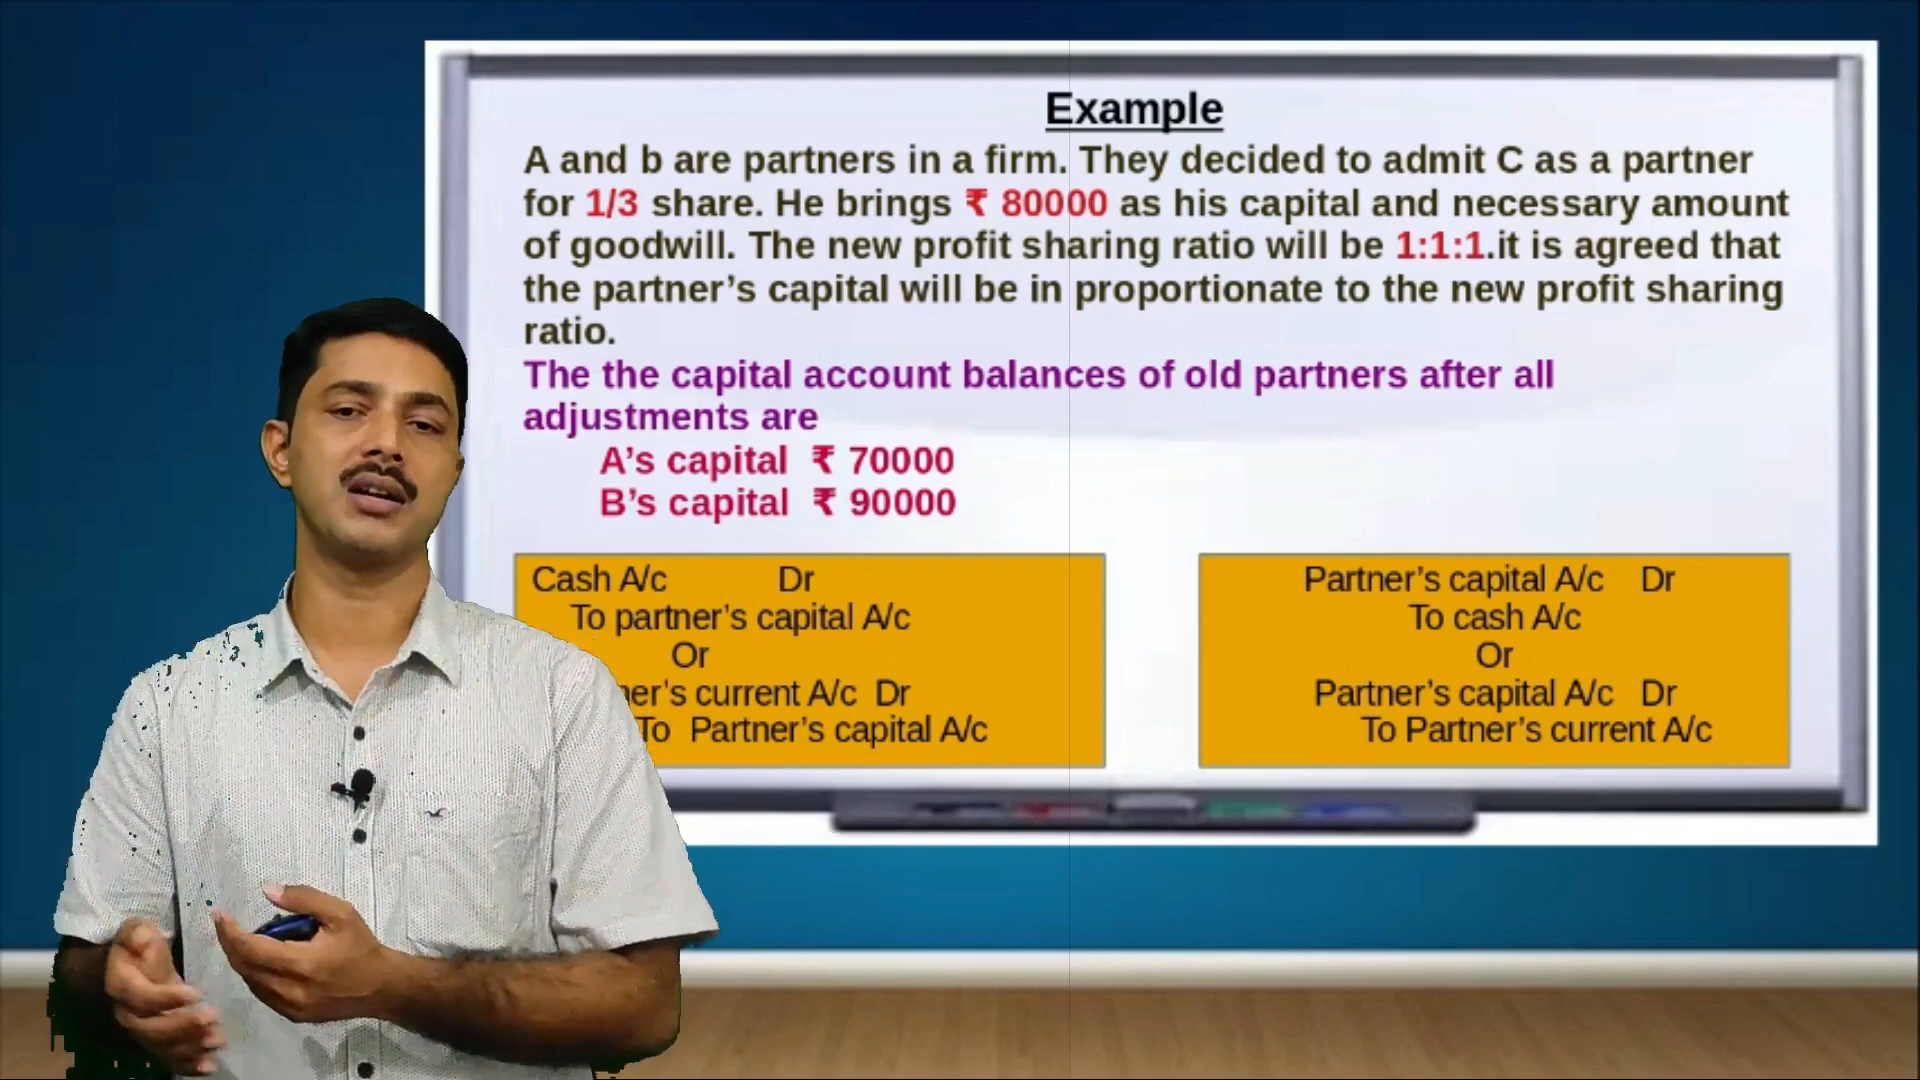 Example
A and b are partners in a firm. They decided to admit C as a partner
for 1/3 share. He brings ₹ 80000 as his capital and necessary amount
of goodwill. The new profit sharing ratio will be 1:1:1.it is agreed that
the partner’s capital will be in proportionate to the new profit sharing
ratio.
The the capital account balances of old partners after all
adjustments are
A’s capital ₹ 70000
B’s capital ₹ 90000
Cash A/c Dr
To partner’s capital A/c
Or
ner’s current A/c Dr
To Partner’s capital A/c
Partner’s capital A/c Dr
To cash A/c
Or
Partner’s capital A/c Dr
To Partner’s current A/c